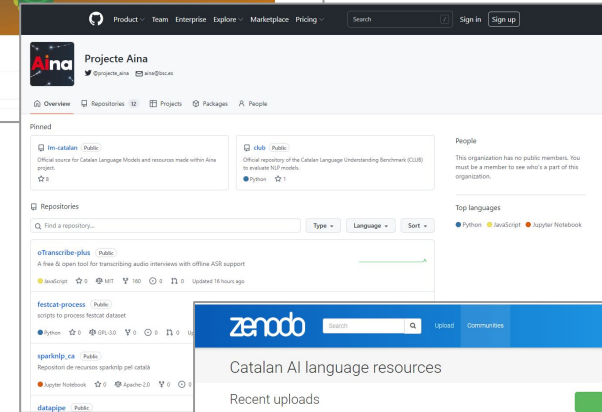 Product Team Enterprise Explore Marketplace Pricing Search / Sign in Sign up
Aina
Projecte Aina
@projecte_aina aina@bsc.es
Overview Repositories 12 Projects Packages People
Pinned
lm-catalan Public
Official source for Catalan Language Models and resources made within Aina
project.
8
club Public
Official repository of the Catalan Language Understanding Benchmark (CLUB)
to evaluate NLP models.
Python 1
People
This organization has no public members. You
must be a member to see who's a part of this
organization.
Top languages
Python JavaScript Jupyter Notebook
Repositories
Find a repository... Type Language Sort
oTranscribe-plus Public
A free & open tool for transcribing audio interviews with offline ASR support
JavaScript 0 MIT 160 0 0 Updated 16 hours ago
festcat-process Public
scripts to process festcat dataset
Python 0 GPL-3.0 0 0 0
sparknlp_ca Public
Repositori de recursos sparknlp pel català
Jupyter Notebook 0 Apache-2.0 0 0
datapipe Public
zenodo Search Upload Communities
Catalan AI language resources
Recent uploads